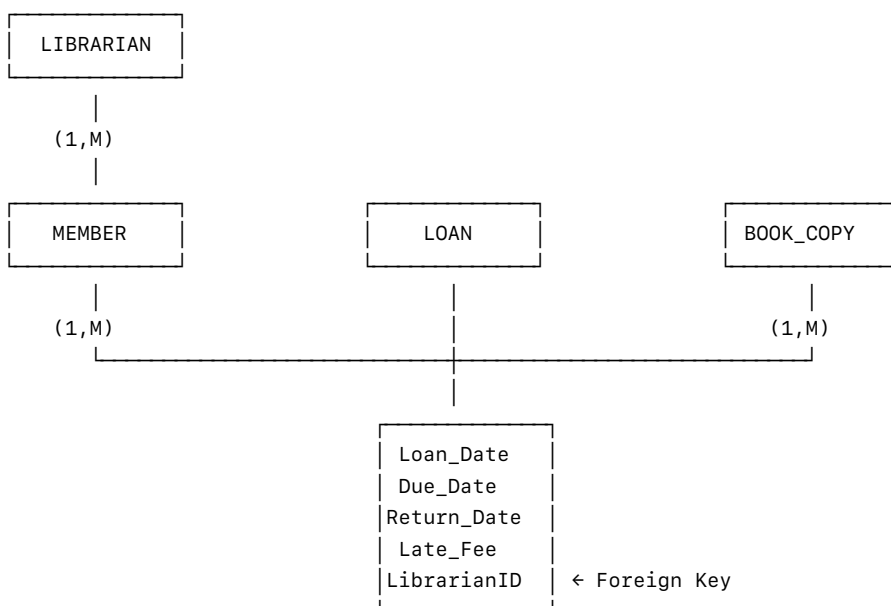 LIBRARIAN
(1,M)
MEMBER LOAN BOOK_COPY
(1,M) (1,M)
Loan_Date
Due_Date
Return_Date
Late_Fee
LibrarianID ← Foreign Key